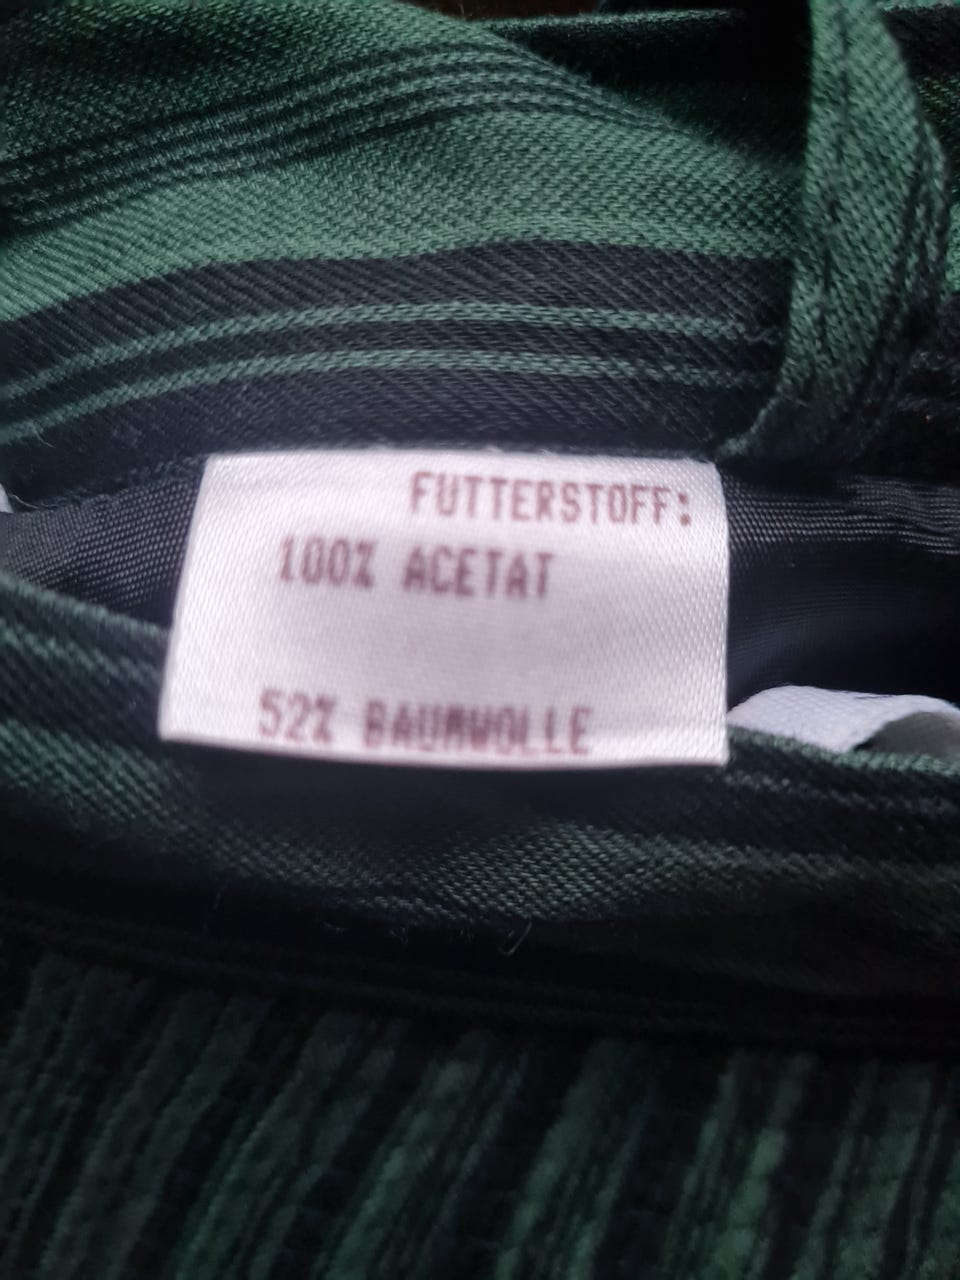 FUTTERSTOFF:
100% ACETAT
52% BAUMWOLLE